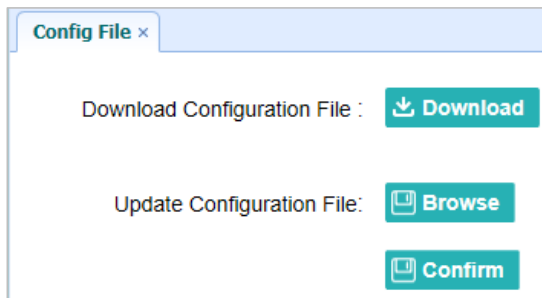 Config File ×
Download Configuration File : Download
Update Configuration File: Browse
Confirm